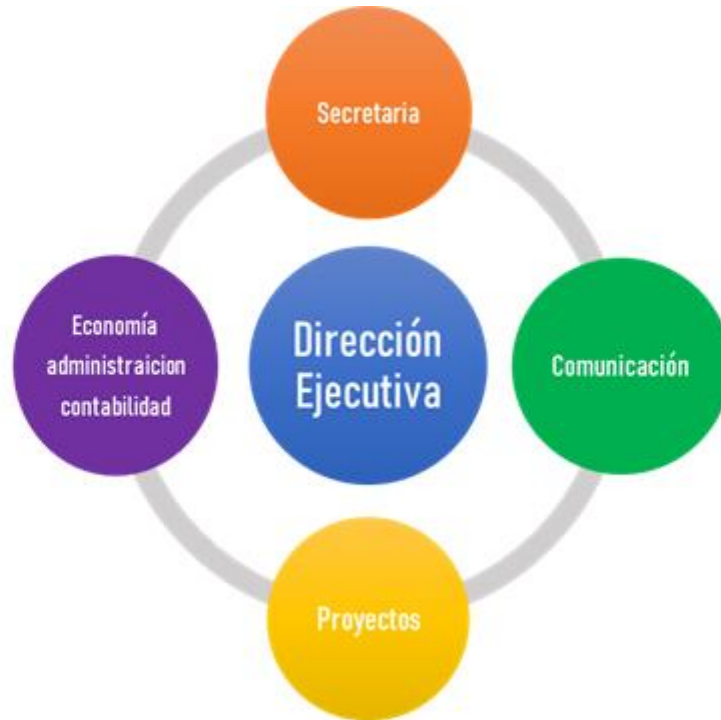 Secretaria
Economía
administraicion
contabilidad
Dirección
Ejecutiva
Comunicación
Proyectos